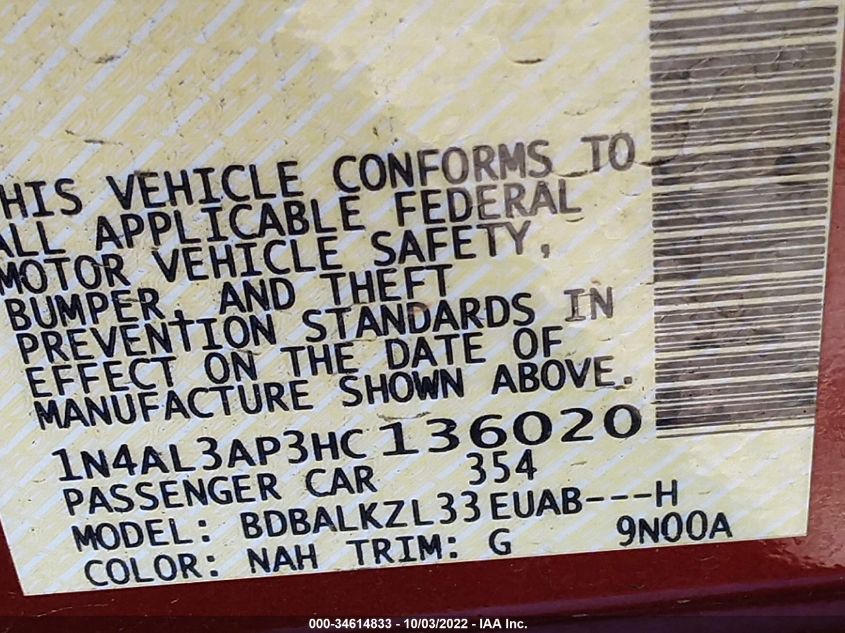 HIS VEHICLE CONFORMS TO
ALL APPLICABLE FEDERAL
MOTOR VEHICLE SAFETY,
BUMPER, AND THEFT
PREVENTION STANDARDS IN
EFFECT ON THE DATE OF
MANUFACTURE SHOWN ABOVE.
1N4AL3AP3HC136020
PASSENGER CAR 354
MODEL: BDBALKZL33EUAB---H
COLOR: NAH TRIM: G 9N00A
000-34614833 - 10/03/2022 - IAA Inc.